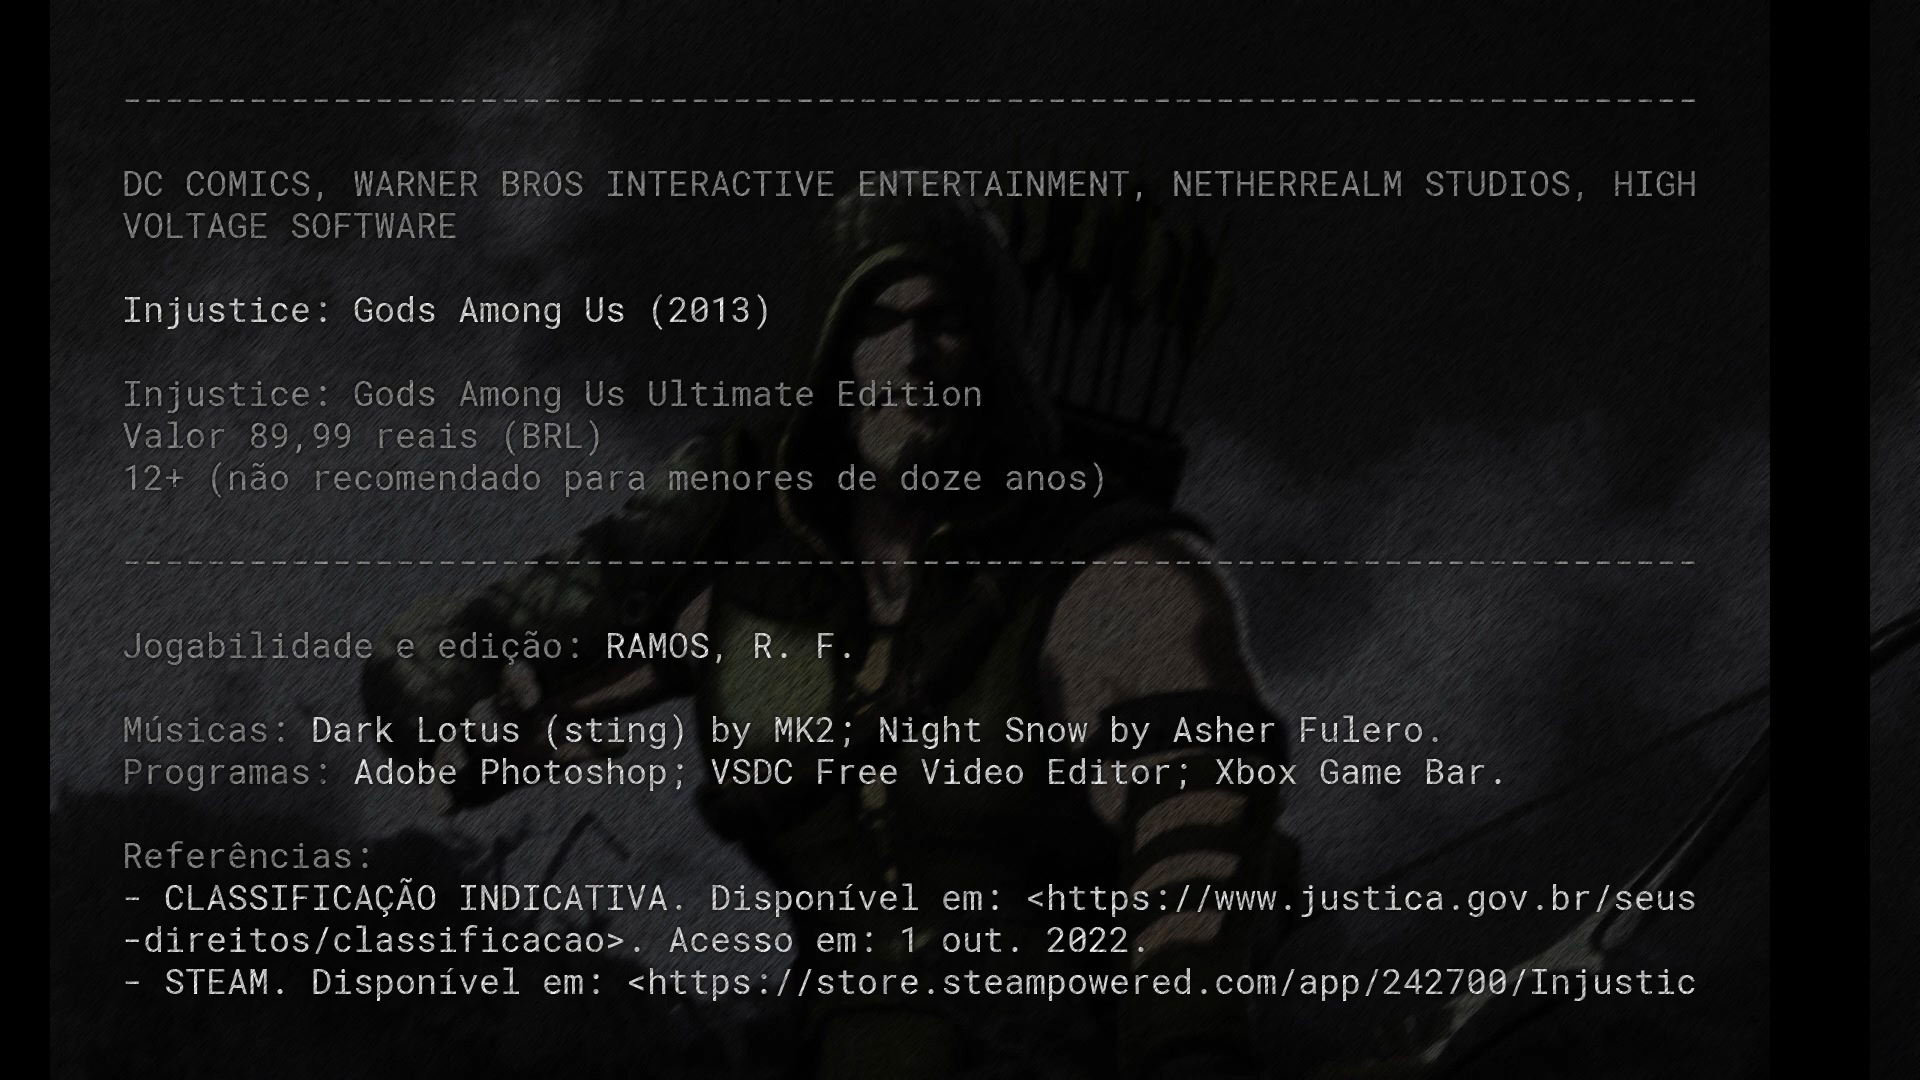 ---------------------------------------------------------------------------
DC COMICS, WARNER BROS INTERACTIVE ENTERTAINMENT, NETHERREALM STUDIOS, HIGH
VOLTAGE SOFTWARE
Injustice: Gods Among Us (2013)
Injustice: Gods Among Us Ultimate Edition
Valor 89,99 reais (BRL)
12+ (não recomendado para menores de doze anos)
---------------------------------------------------------------------------
Jogabilidade e edição: RAMOS, R. F.
Músicas: Dark Lotus (sting) by MK2; Night Snow by Asher Fulero.
Programas: Adobe Photoshop; VSDC Free Video Editor; Xbox Game Bar.
Referências:
- CLASSIFICAÇÃO INDICATIVA. Disponível em: <https://www.justica.gov.br/seus
-direitos/classificacao>. Acesso em: 1 out. 2022.
- STEAM. Disponível em: <https://store.steampowered.com/app/242700/Injustic